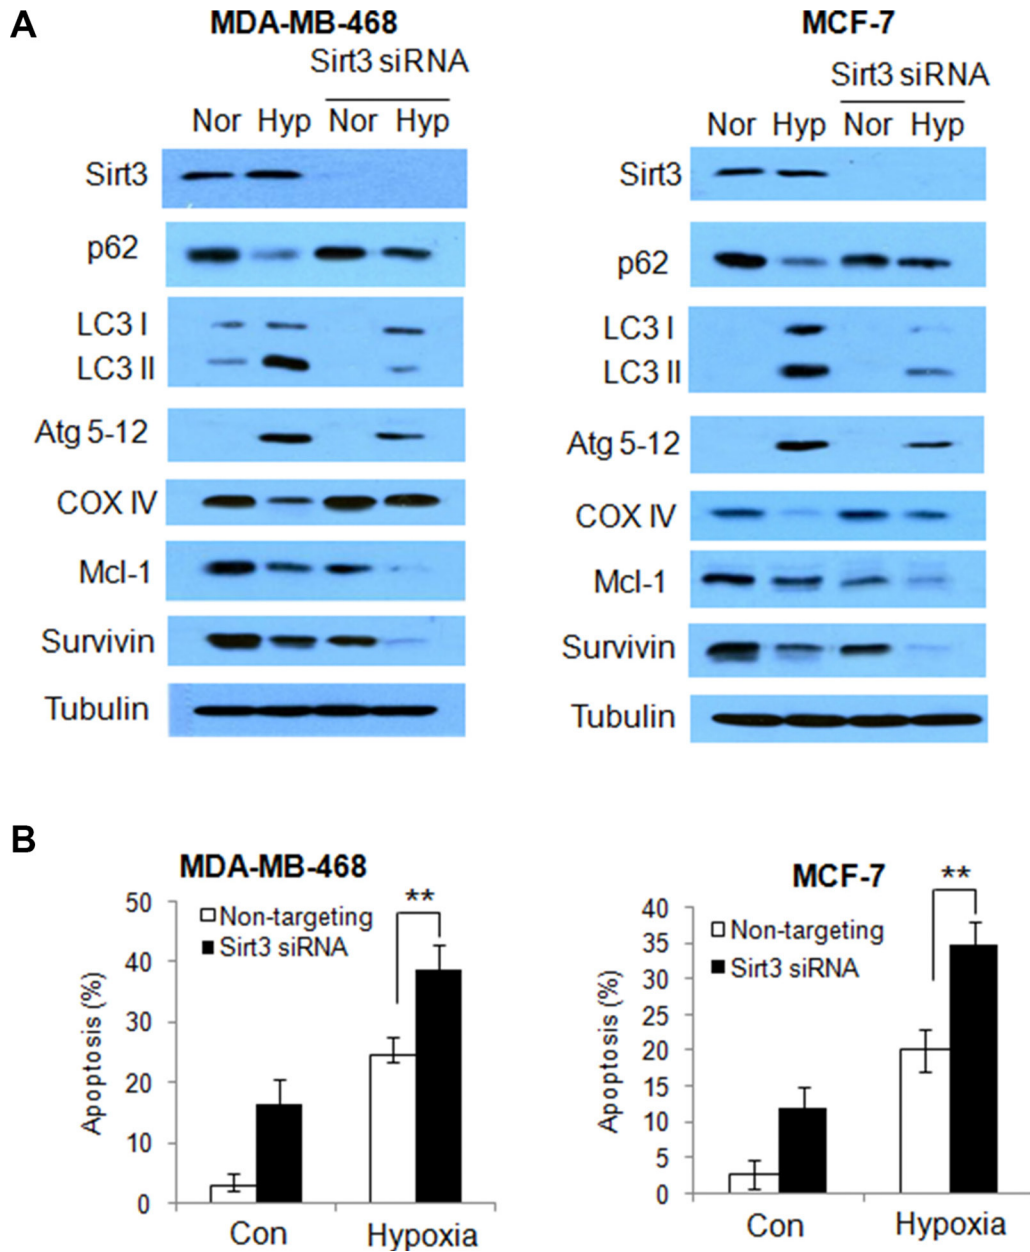 A
MDA-MB-468
Sirt3 siRNA
Nor Hyp Nor Hyp
Sirt3
p62
LC3 I
LC3 II
Atg 5-12
COX IV
Mcl-1
Survivin
Tubulin
MCF-7
Sirt3 siRNA
Nor Hyp Nor Hyp
Sirt3
p62
LC3 I
LC3 II
Atg 5-12
COX IV
Mcl-1
Survivin
Tubulin
B
MDA-MB-468
**
Non-targeting
Sirt3 siRNA
Apoptosis (%)
50
40
30
20
10
0
Con Hypoxia
MCF-7
**
Non-targeting
Sirt3 siRNA
Apoptosis (%)
40
35
30
25
20
15
10
5
0
Con Hypoxia